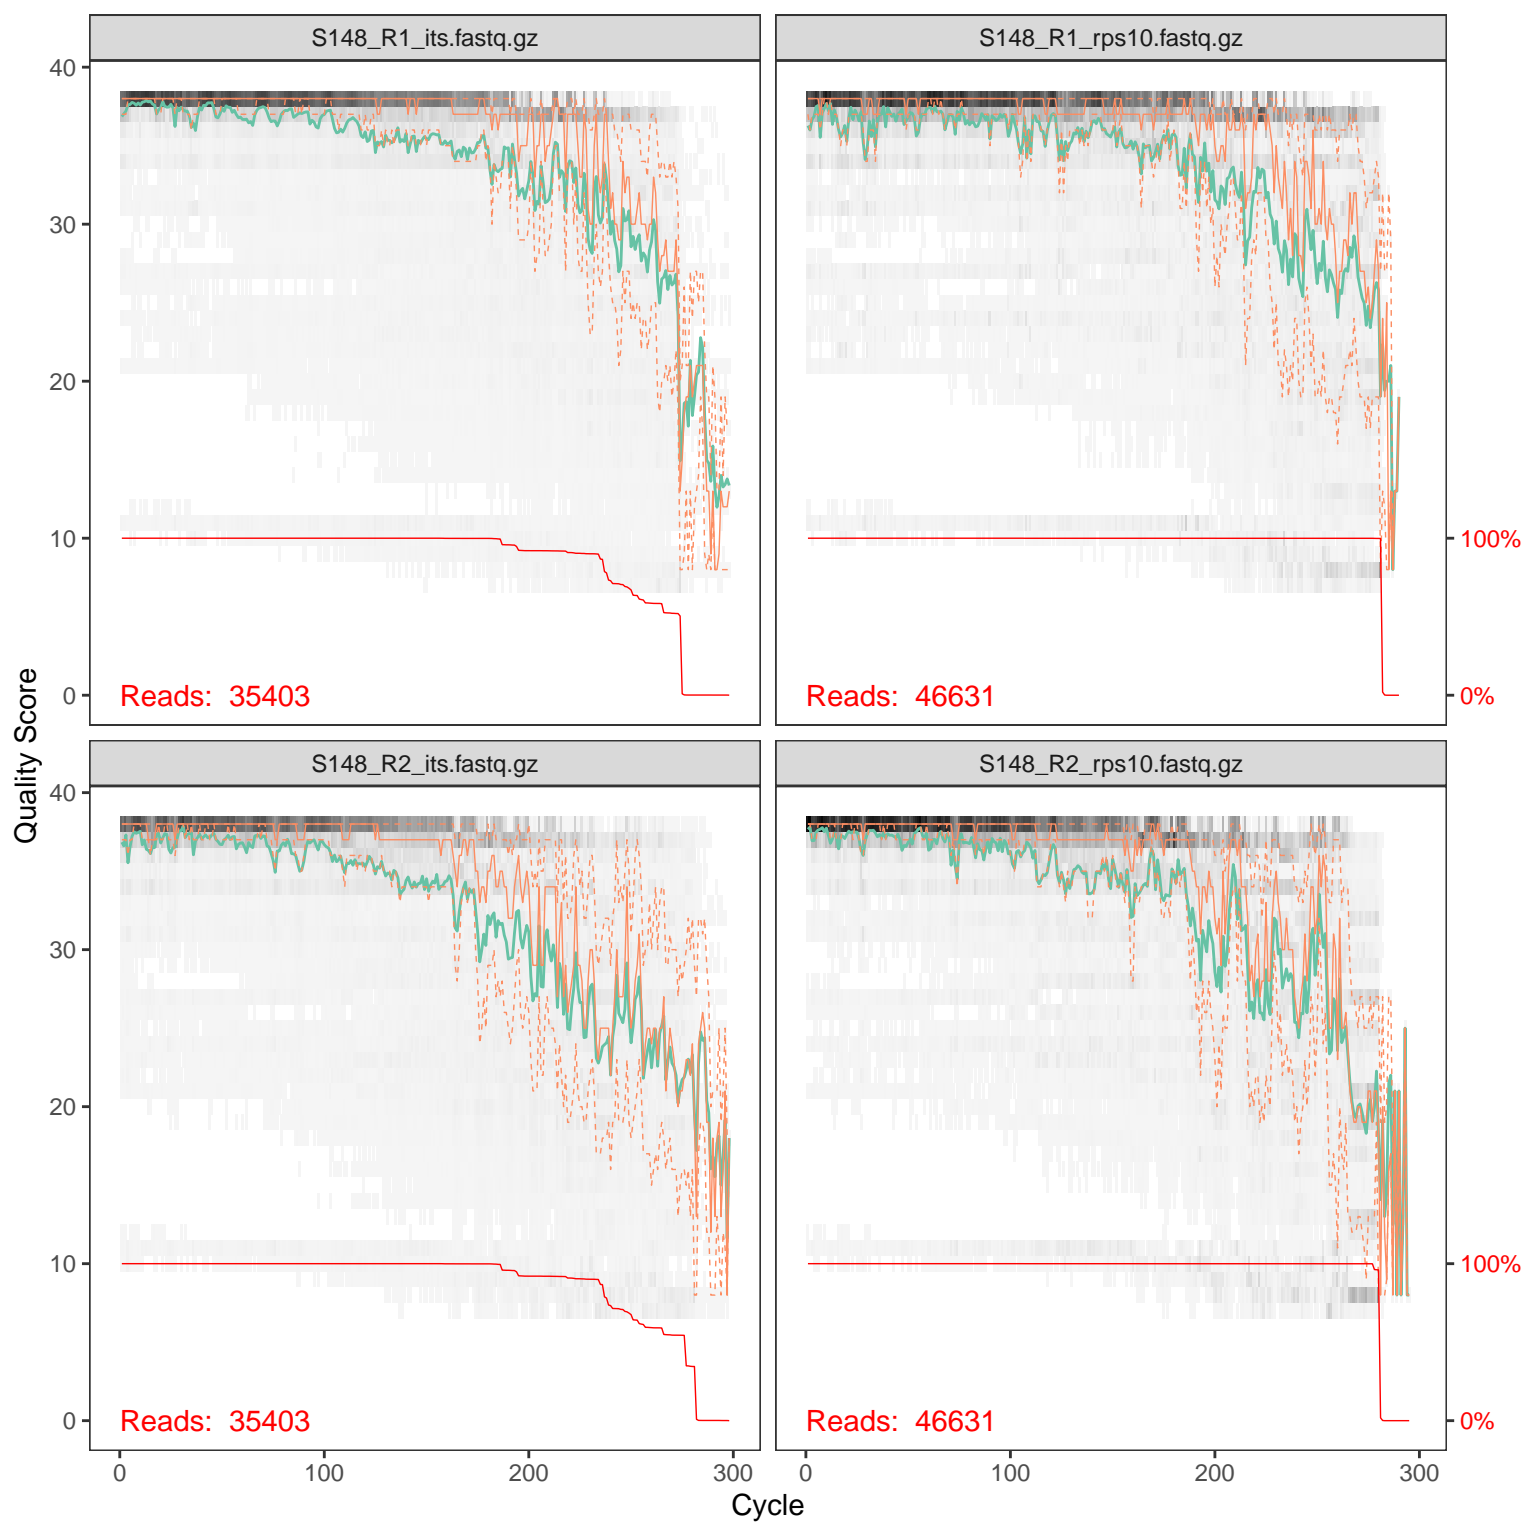 S148_R1_its.fastq.gz
S148_R1_rps10.fastq.gz
40
30
20
10
0
Reads: 35403
Reads: 46631
100%
0%
Quality Score
S148_R2_its.fastq.gz
S148_R2_rps10.fastq.gz
40
30
20
10
0
Reads: 35403
Reads: 46631
100%
0%
0 100 200 300
0 100 200 300
Cycle